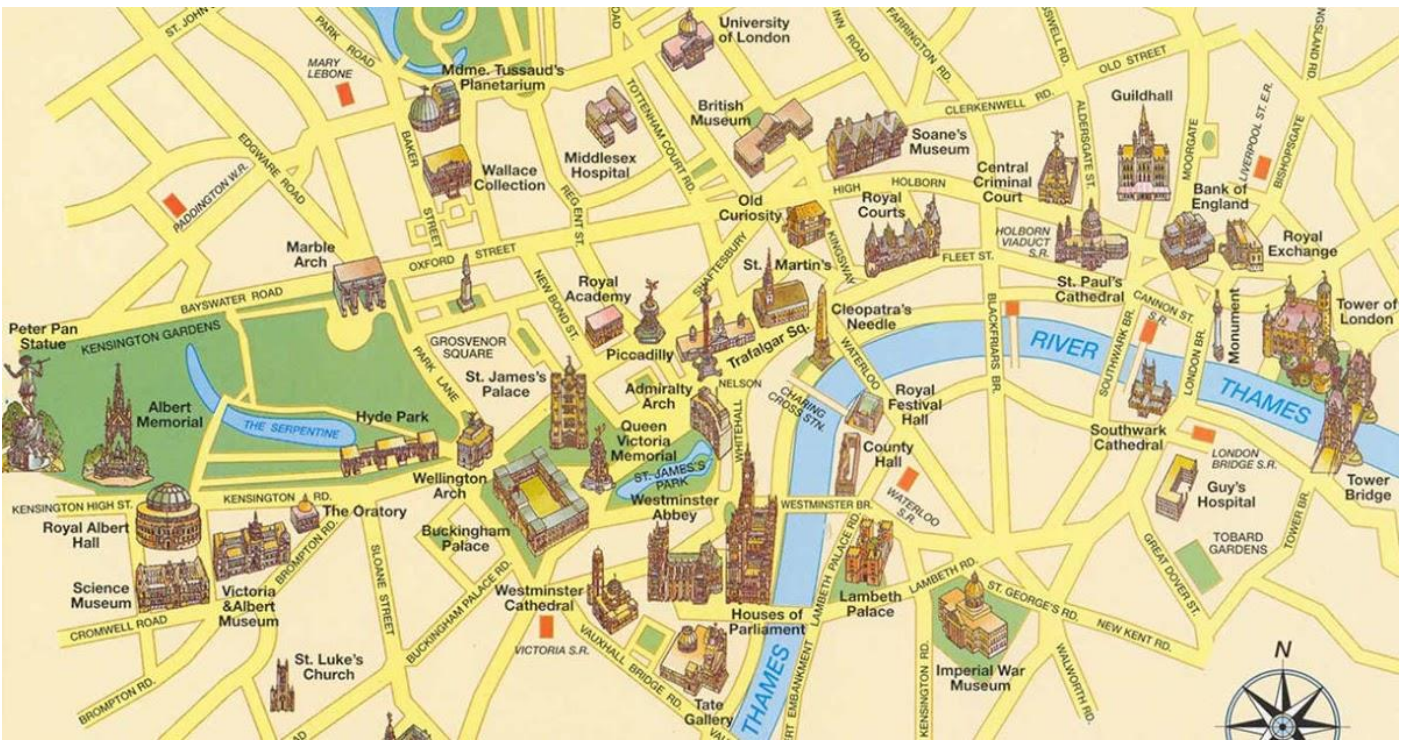 ST. JOHN'
PARK ROAD
MARY
LEBONE
Mdme. Tussaud's
Planetarium
OAD
University
of London
INN ROAD
FARRINGTON RD.
SWELL RD.
OLD STREET
NGSLAND RD
TOTTENHAM COURT RD.
British
Museum
CLERKENWELL RD.
Guildhall
ALDERSGATE ST.
MOORGATE
LIVERPOOL ST. E.R.
BISHOPSGATE
EDGWARE ROAD
BAKER
STREET
Wallace
Collection
Middlesex
Hospital
Soane's
Museum
Central
Criminal
Court
PADDINGTON W.R.
REGENT ST.
HIGH HOLBORN
Bank of
England
Old
Curiosity
Royal
Courts
KINGSWAY
HOLBORN
VIADUCT
S.R.
Royal
Exchange
Marble
Arch
OXFORD STREET
SHAFTESBURY
St. Martin's
FLEET ST.
St. Paul's
Cathedral
BAYSWATER ROAD
NEW BOND ST.
Royal
Academy
Cleopatra's
Needle
BLACKFRIARS BR.
CANNON ST.
S.R.
Monument
Tower of
London
Peter Pan
Statue
KENSINGTON GARDENS
PARK LANE
GROSVENOR
SQUARE
Piccadilly
Trafalgar Sq.
WATERLOO
RIVER
SOUTHWARK BR.
LONDON BR.
THAMES
St. James's
Palace
Admiralty
Arch
NELSON
WHITEHALL
CHARING
CROSS STN.
Royal
Festival
Hall
Albert
Memorial
THE SERPENTINE
Hyde Park
Queen
Victoria
Memorial
ST. JAMES'S
PARK
County
Hall
Southwark
Cathedral
LONDON
BRIDGE S.R.
Tower
Bridge
Wellington
Arch
WATERLOO
S.R.
Guy's
Hospital
KENSINGTON HIGH ST.
KENSINGTON RD.
The Oratory
Westminster
Abbey
WESTMINSTER BR.
Royal Albert
Hall
BROMPTON RD.
Buckingham
Palace
TOBARD
GARDENS
TOWER BR.
SLOANE STREET
BUCKINGHAM PALACE RD.
LAMBETH PALACE RD
GREAT DOVER ST.
Science
Museum
Victoria
&Albert
Museum
Westminster
Cathedral
Houses of
Parliament
Lambeth
Palace
LAMBETH RD.
ST. GEORGE'S RD.
CROMWELL ROAD
VICTORIA S.R.
VAUXHALL BRIDGE RD.
NEW KENT RD.
St. Luke's
Church
Imperial War
Museum
WALWORTH RD.
N
BROMPTON RD.
Tate
Gallery
THAMES
RT EMBANKMENT
KENSINGTON RD.
AD
VAU